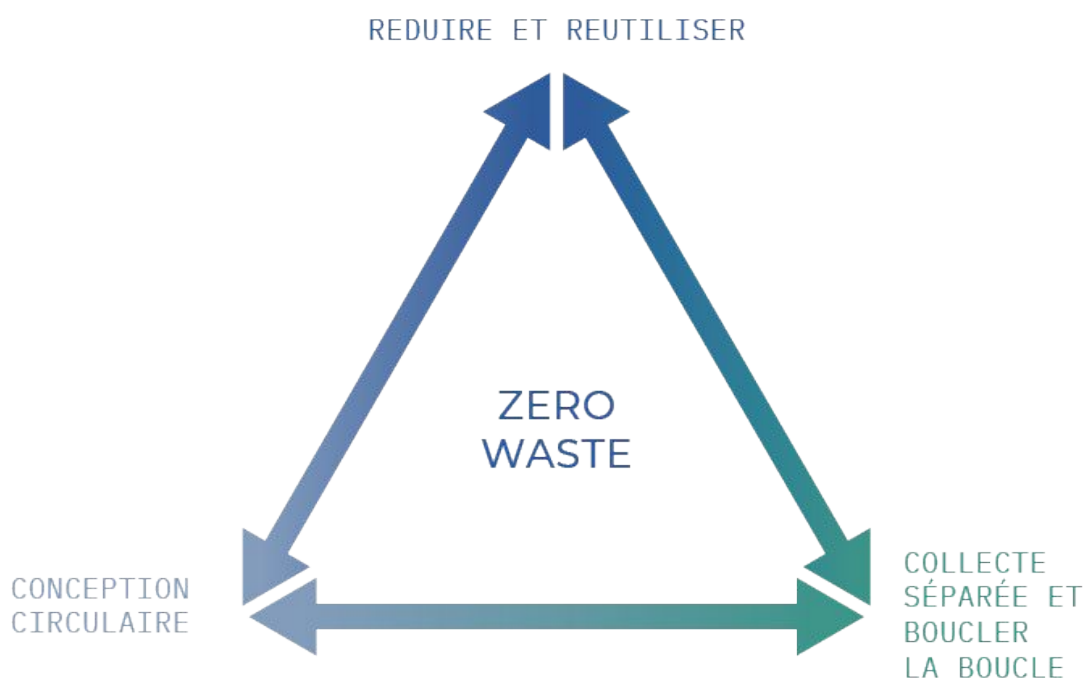 REDUIRE ET REUTILISER
ZERO
WASTE
CONCEPTION
CIRCULAIRE
COLLECTE
SÉPARÉE ET
BOUCLER
LA BOUCLE